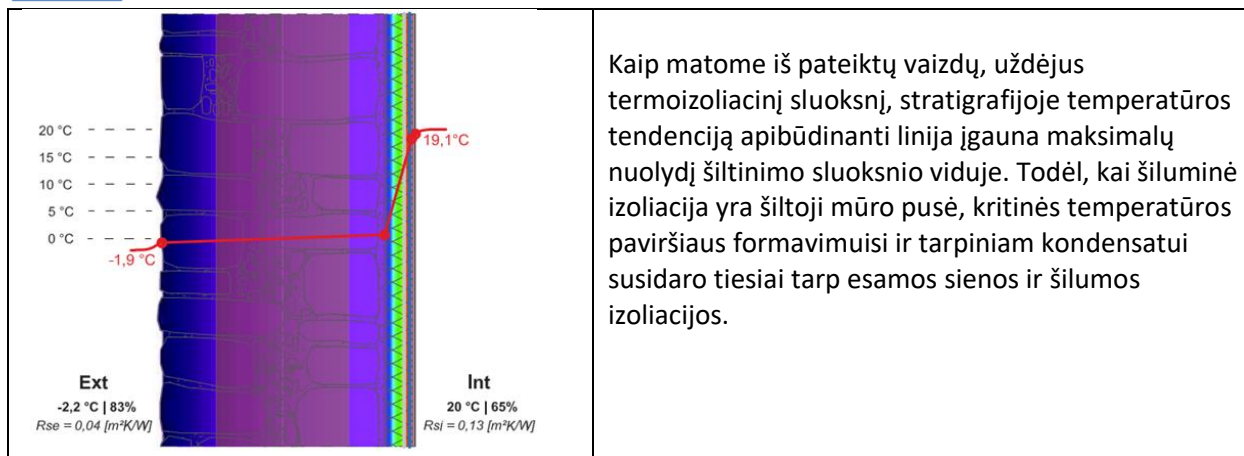 20 °C
15 °C
10 °C
5 °C
0 °C
19,1°C
-1,9 °C
Ext
-2,2 °C | 83%
Rse = 0,04 [m²K/W]
Int
20 °C | 65%
Rsi = 0,13 [m²K/W]
Kaip matome iš pateiktų vaizdų, uždėjus
termoizoliacinį sluoksnį, stratigrafijoje temperatūros
tendenciją apibūdinanti linija įgauna maksimalų
nuolydį šiltinimo sluoksnio viduje. Todėl, kai šiluminė
izoliacija yra šiltoji mūro pusė, kritinės temperatūros
paviršiaus formavimuisi ir tarpiniam kondensatui
susidaro tiesiai tarp esamos sienos ir šilumos
izoliacijos.